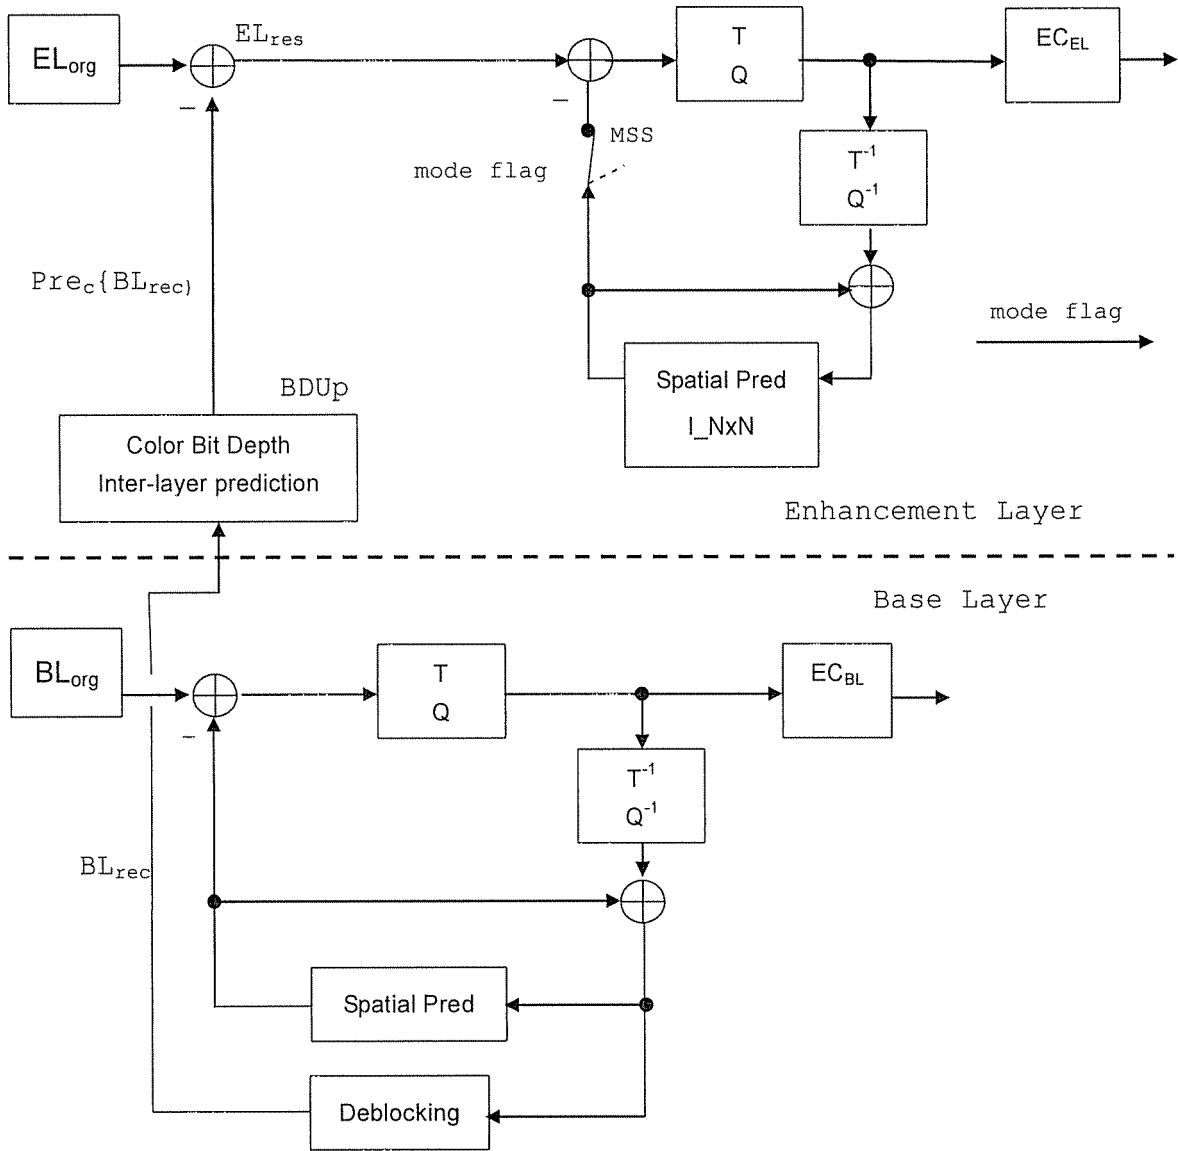 EL_org
EL_res
T
Q
EC_EL
−
−
MSS
mode flag
T^-1
Q^-1
Pre_c{BL_rec}
mode flag
BDUp
Spatial Pred
I_NxN
Color Bit Depth
Inter-layer prediction
Enhancement Layer
Base Layer
BL_org
T
Q
EC_BL
−
T^-1
Q^-1
BL_rec
Spatial Pred
Deblocking